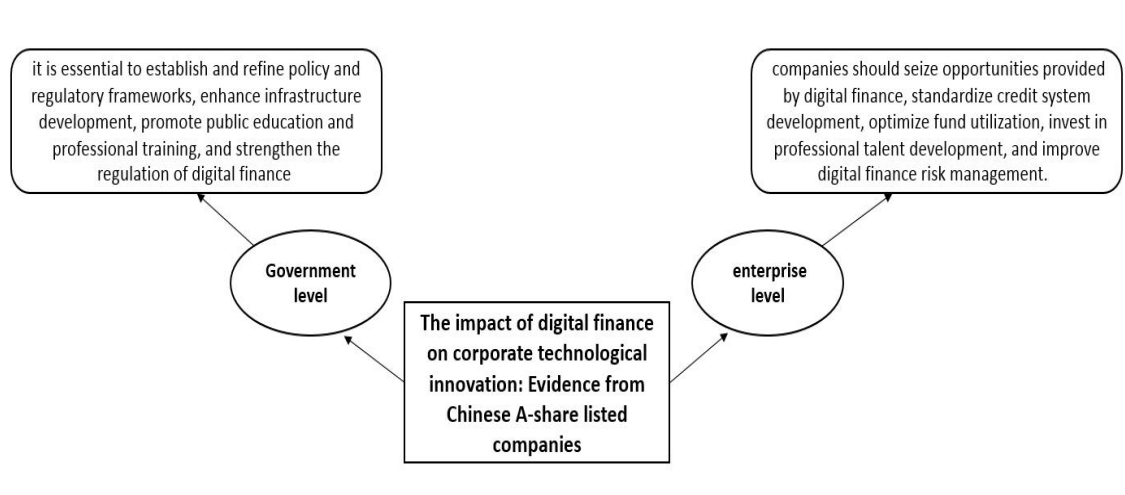 it is essential to establish and refine policy and
regulatory frameworks, enhance infrastructure
development, promote public education and
professional training, and strengthen the
regulation of digital finance
companies should seize opportunities provided
by digital finance, standardize credit system
development, optimize fund utilization, invest in
professional talent development, and improve
digital finance risk management.
Government
level
enterprise
level
The impact of digital finance
on corporate technological
innovation: Evidence from
Chinese A-share listed
companies